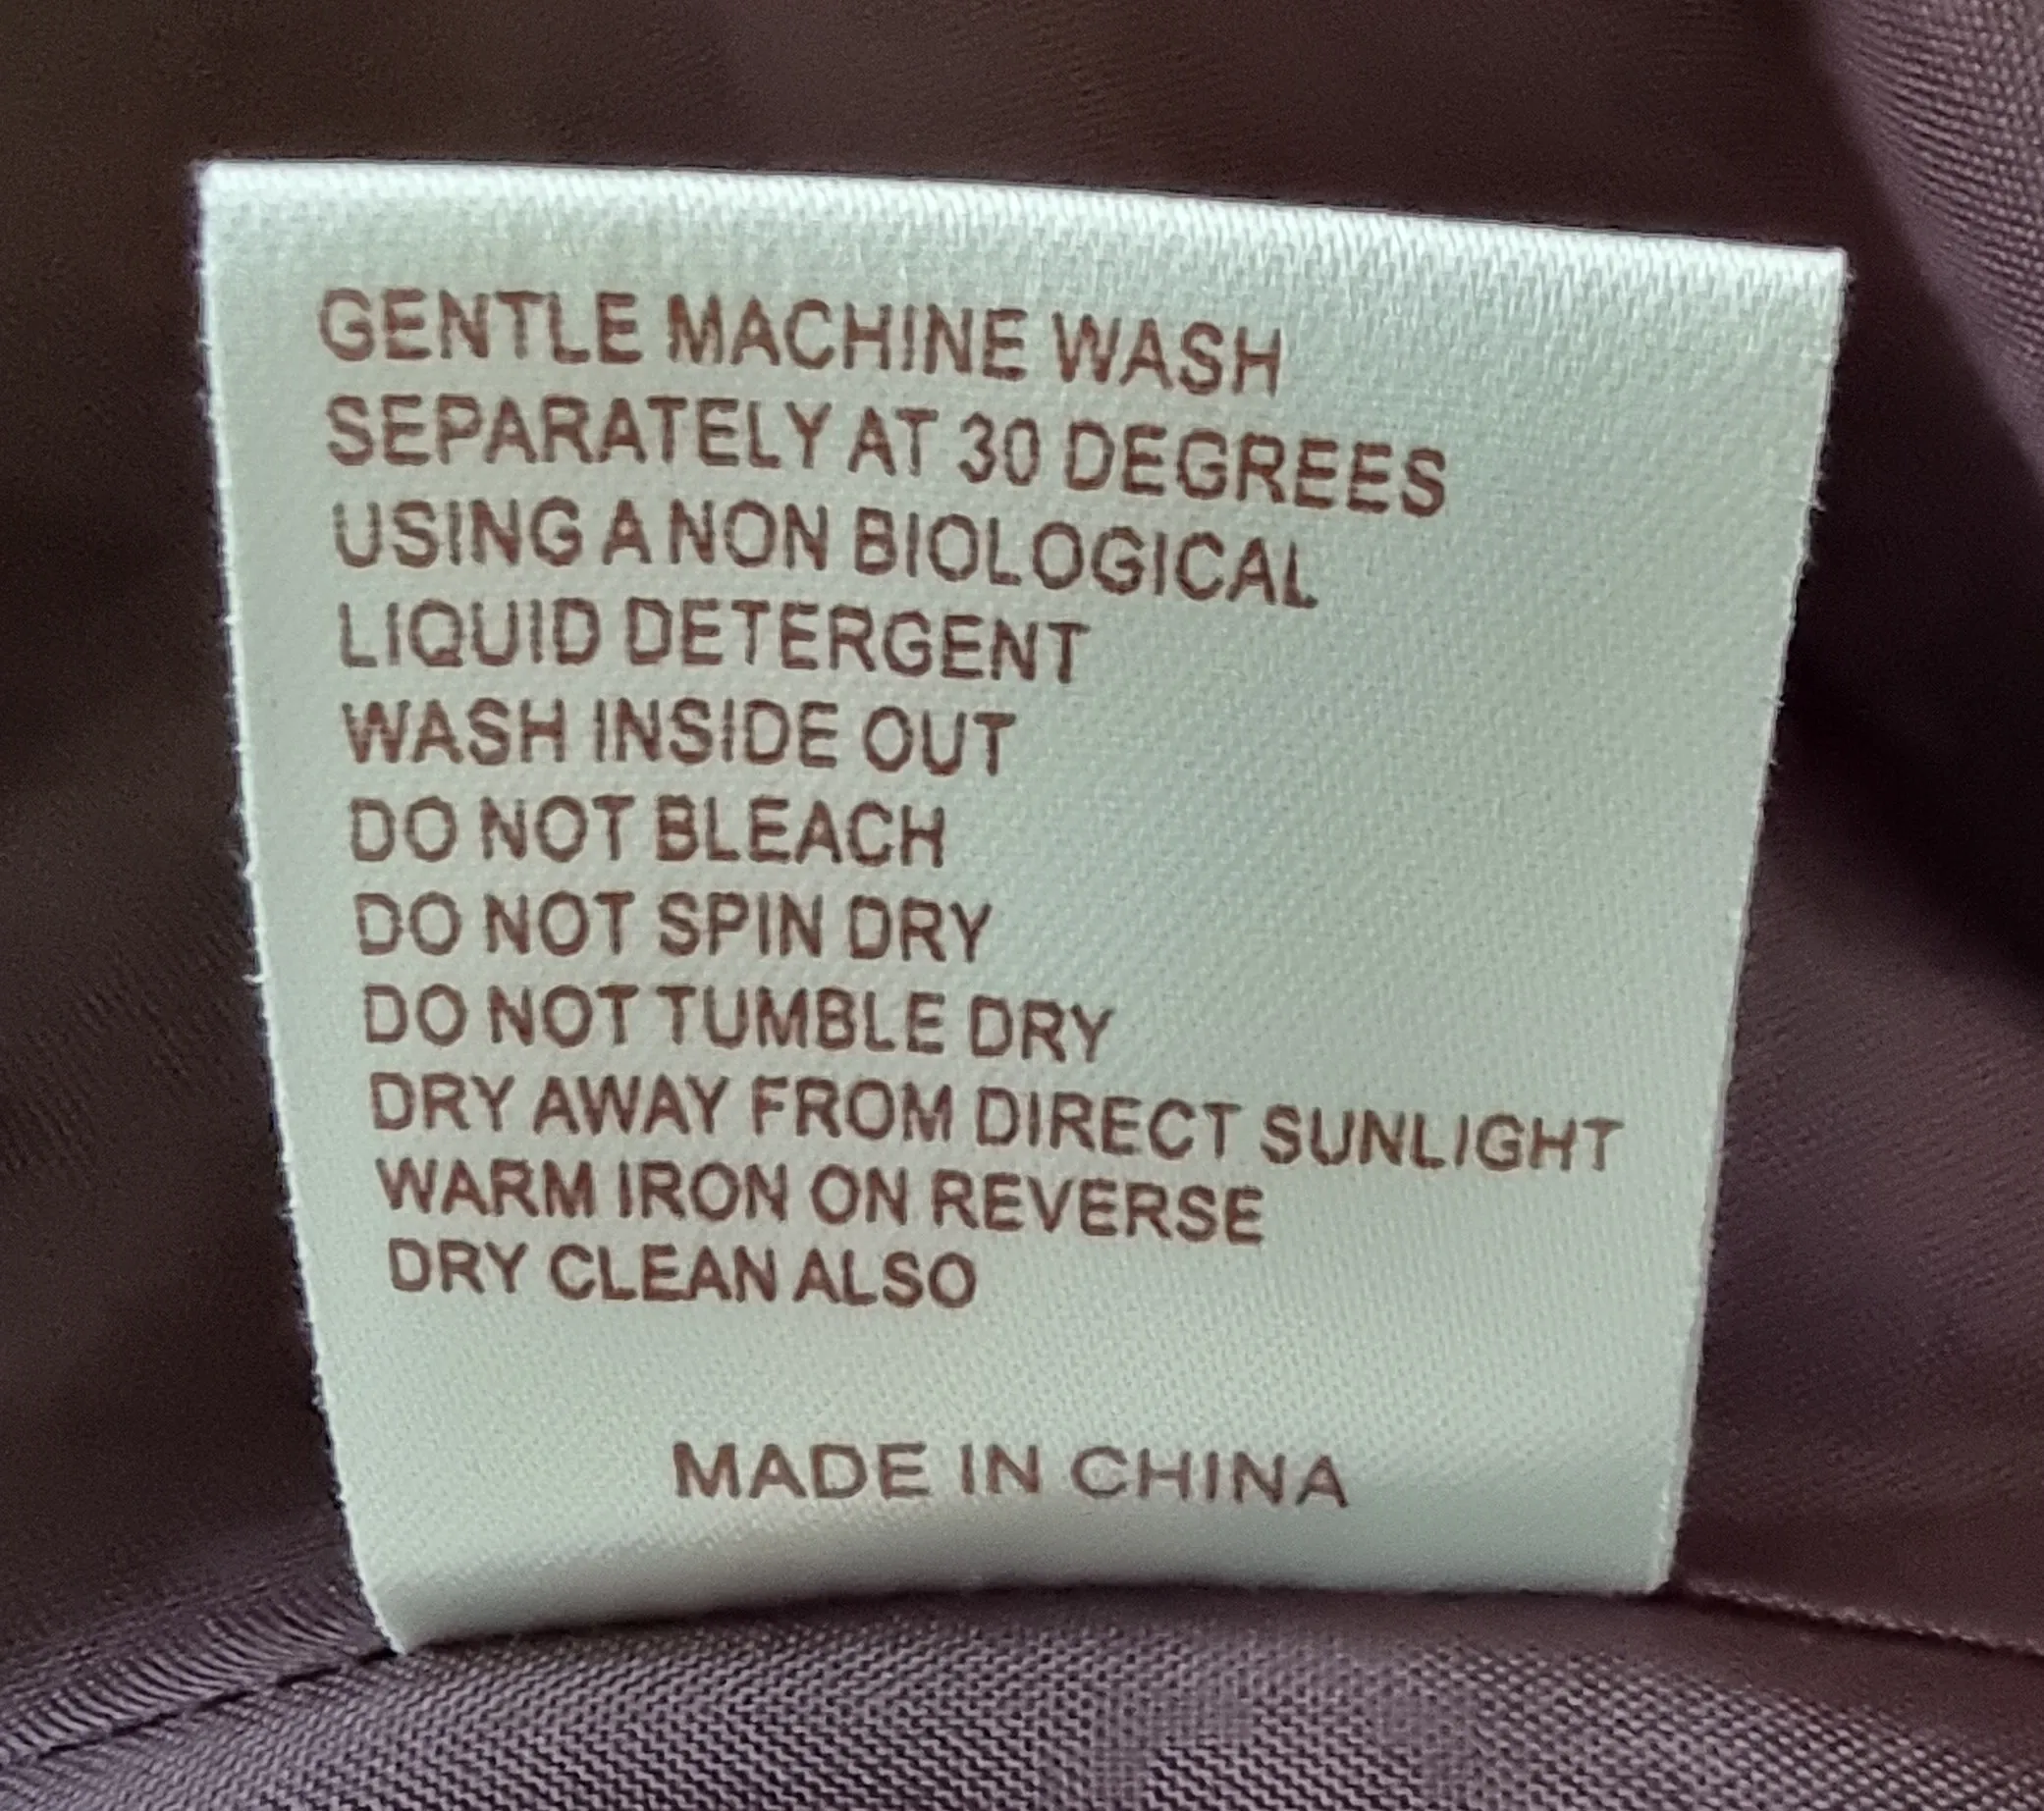 GENTLE MACHINE WASH
SEPARATELY AT 30 DEGREES
USING A NON BIOLOGICAL
LIQUID DETERGENT
WASH INSIDE OUT
DO NOT BLEACH
DO NOT SPIN DRY
DO NOT TUMBLE DRY
DRY AWAY FROM DIRECT SUNLIGHT
WARM IRON ON REVERSE
DRY CLEAN ALSO
MADE IN CHINA